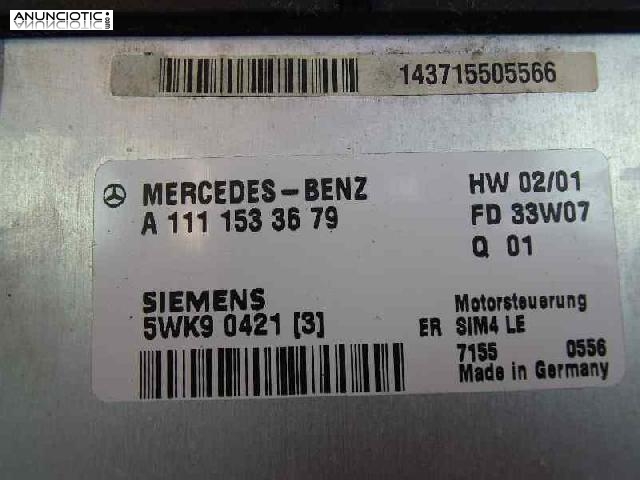 ANUNCIOTIC.es
143715505566
MERCEDES-BENZ
A 111 153 36 79
HW 02/01
FD 33W07
Q 01
SIEMENS
5WK9 0421 [3]
Motorsteuerung
ER SIM4 LE
7155 0556
Made in Germany